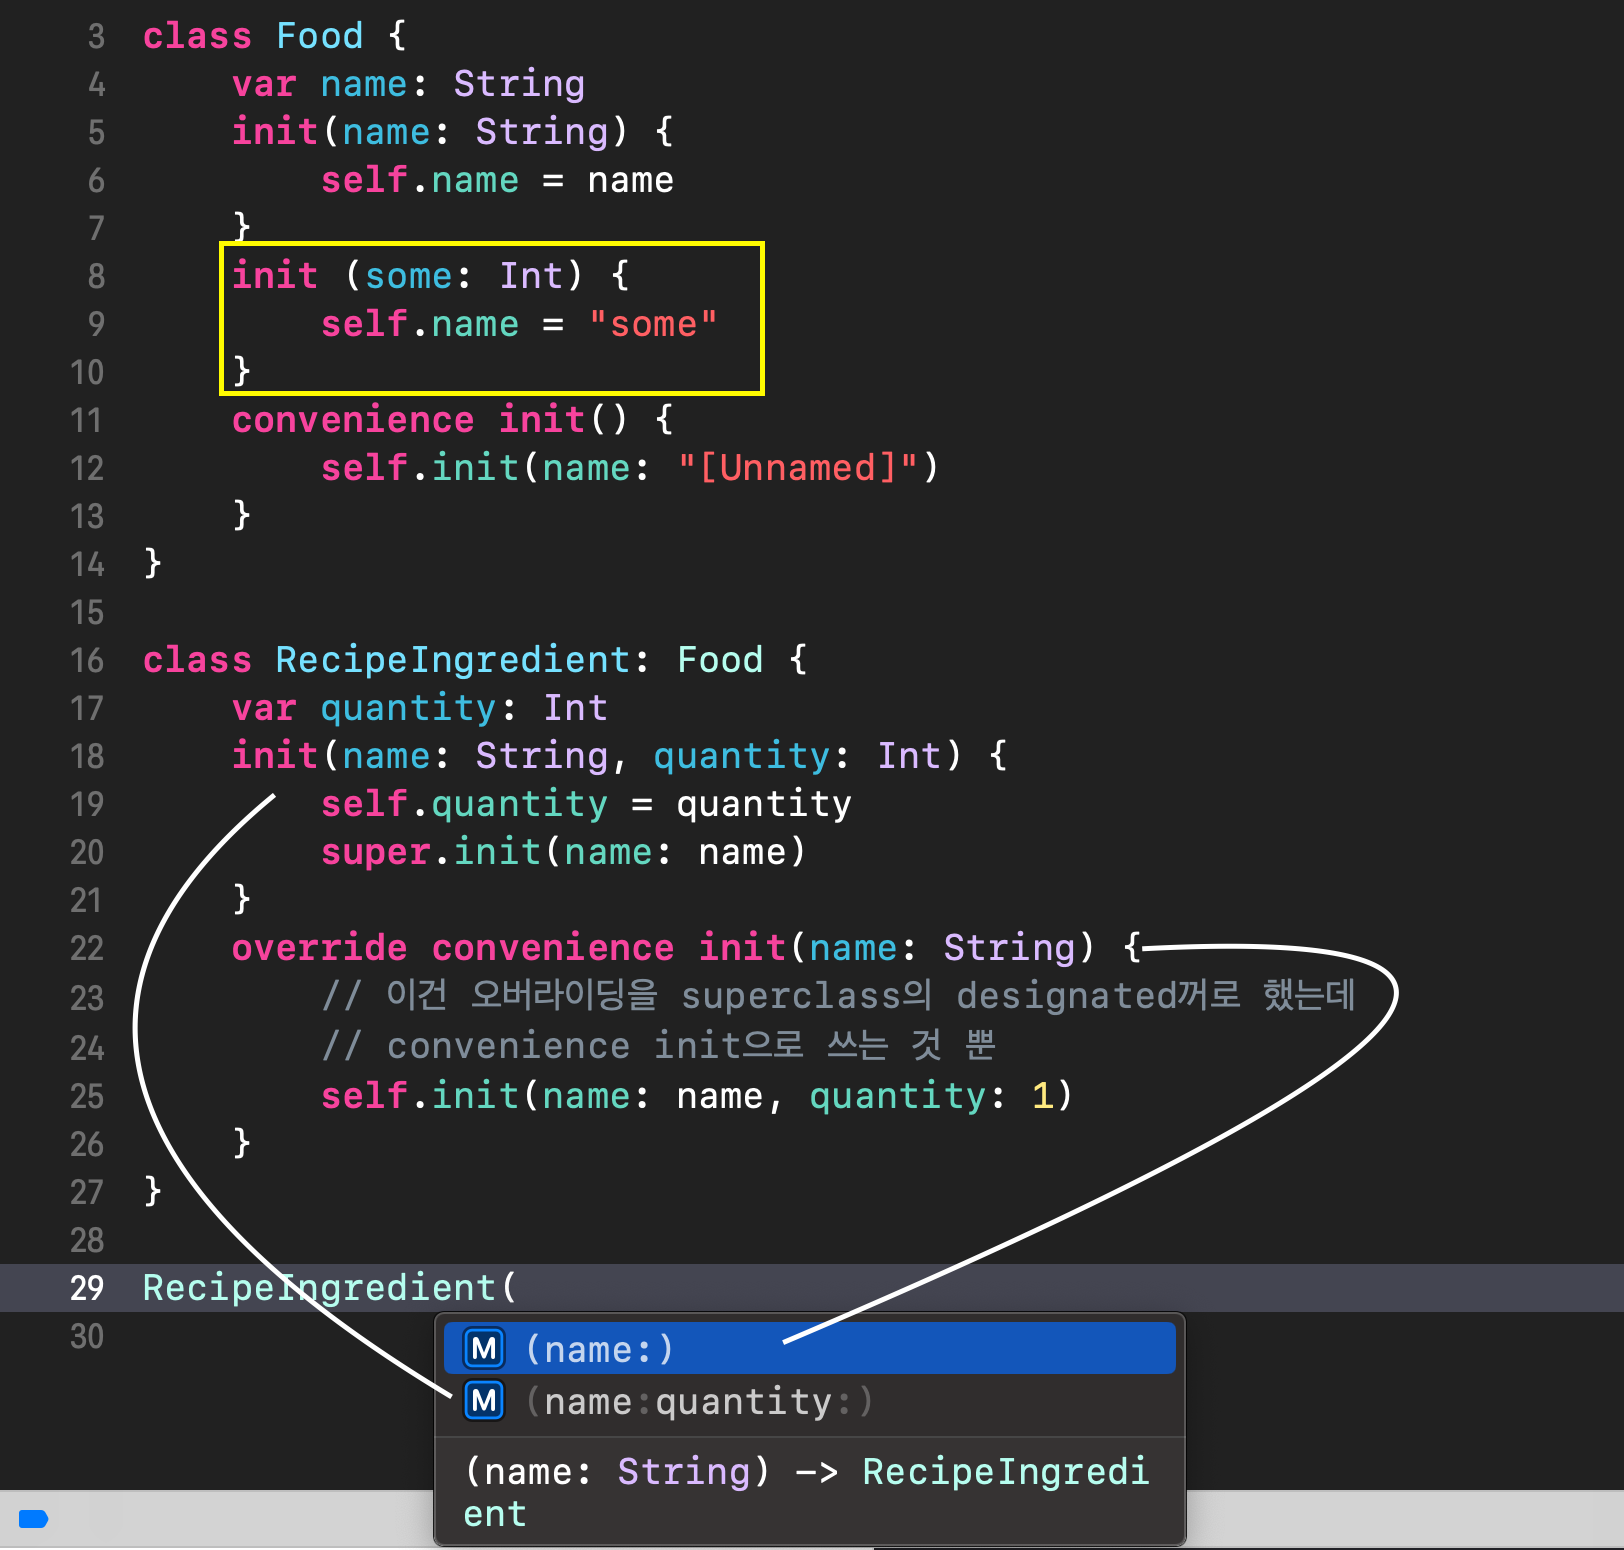 3 class Food {
4 var name: String
5 init(name: String) {
6 self.name = name
7 }
8 init (some: Int) {
9 self.name = "some"
10 }
11 convenience init() {
12 self.init(name: "[Unnamed]")
13 }
14 }
15
16 class RecipeIngredient: Food {
17 var quantity: Int
18 init(name: String, quantity: Int) {
19 self.quantity = quantity
20 super.init(name: name)
21 }
22 override convenience init(name: String) {
23 // 이건 오버라이딩을 superclass의 designated꺼로 했는데
24 // convenience init으로 쓰는 것 뿐
25 self.init(name: name, quantity: 1)
26 }
27 }
28
29 RecipeIngredient(
30
M (name:)
M (name:quantity:)
(name: String) -> RecipeIngredi
ent